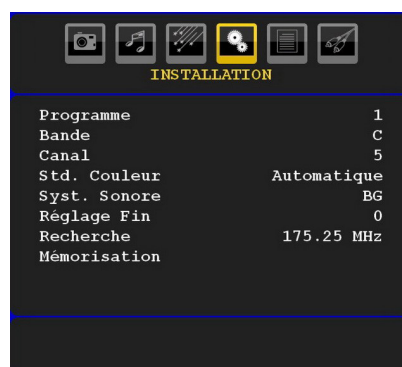 INSTALLATION
Programme 1
Bande C
Canal 5
Std. Couleur Automatique
Syst. Sonore BG
Réglage Fin 0
Recherche 175.25 MHz
Mémorisation